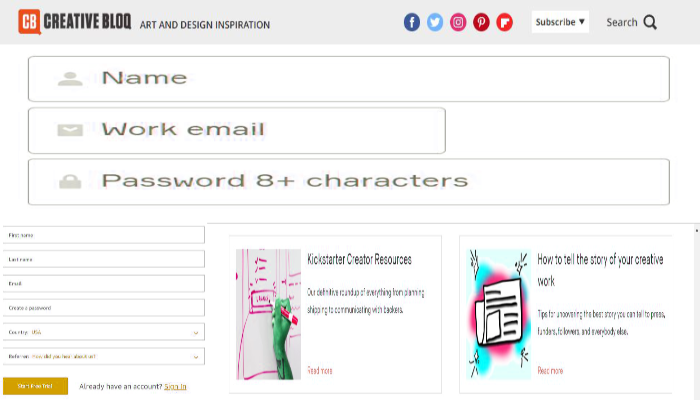 CB CREATIVE BLOQ ART AND DESIGN INSPIRATION
Subscribe ▼ Search
Name
Work email
Password 8+ characters
First name
Last name
Email
Create a password
Country: USA
Referrer: How did you hear about us?
Start Free Trial
Already have an account? Sign In
Kickstarter Creator Resources
Our definitive roundup of everything from planning
shipping to communicating with backers.
Read more
How to tell the story of your creative
work
Tips for uncovering the best story you can tell to press,
funders, followers, and everybody else.
Read more